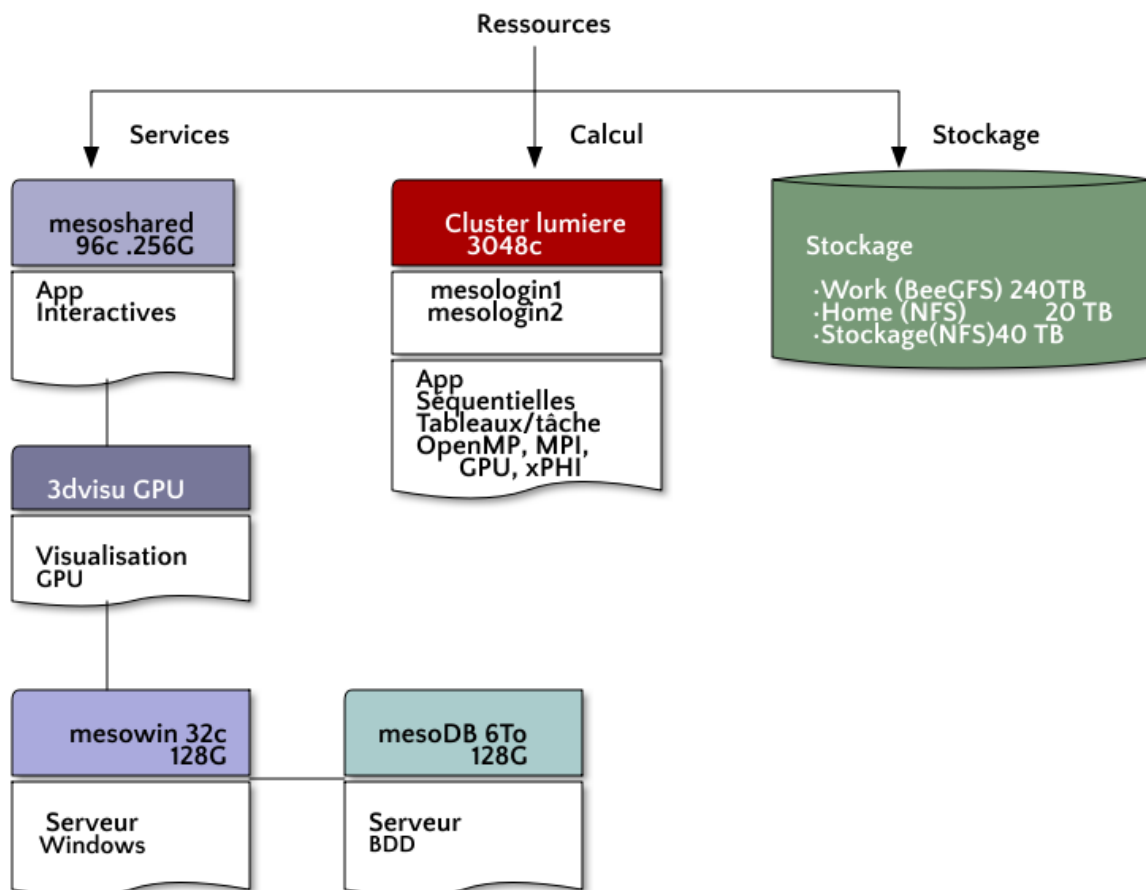 Ressources
Services
Calcul
Stockage
mesoshared
96c .256G
App
Interactives
3dvisu GPU
Visualisation
GPU
mesowin 32c
128G
Serveur
Windows
mesoDB 6To
128G
Serveur
BDD
Cluster lumiere
3048c
mesologin1
mesologin2
App
Séquentielles
Tableaux/tâche
OpenMP, MPI,
GPU, xPHI
Stockage
·Work (BeeGFS) 240TB
·Home (NFS) 20 TB
·Stockage(NFS)40 TB